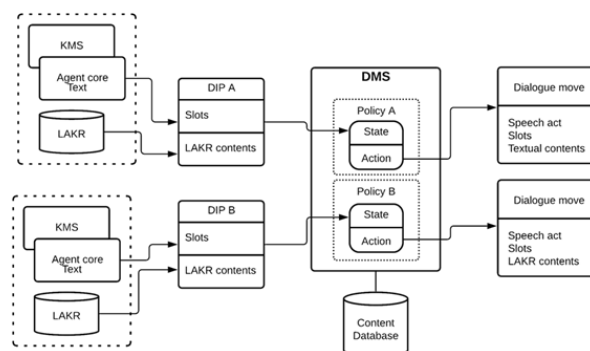 KMS
Agent core
Text
LAKR
DIP A
Slots
LAKR contents
KMS
Agent core
Text
LAKR
DIP B
Slots
LAKR contents
DMS
Policy A
State
Action
Policy B
State
Action
Content
Database
Dialogue move
Speech act
Slots
Textual contents
Dialogue move
Speech act
Slots
LAKR contents